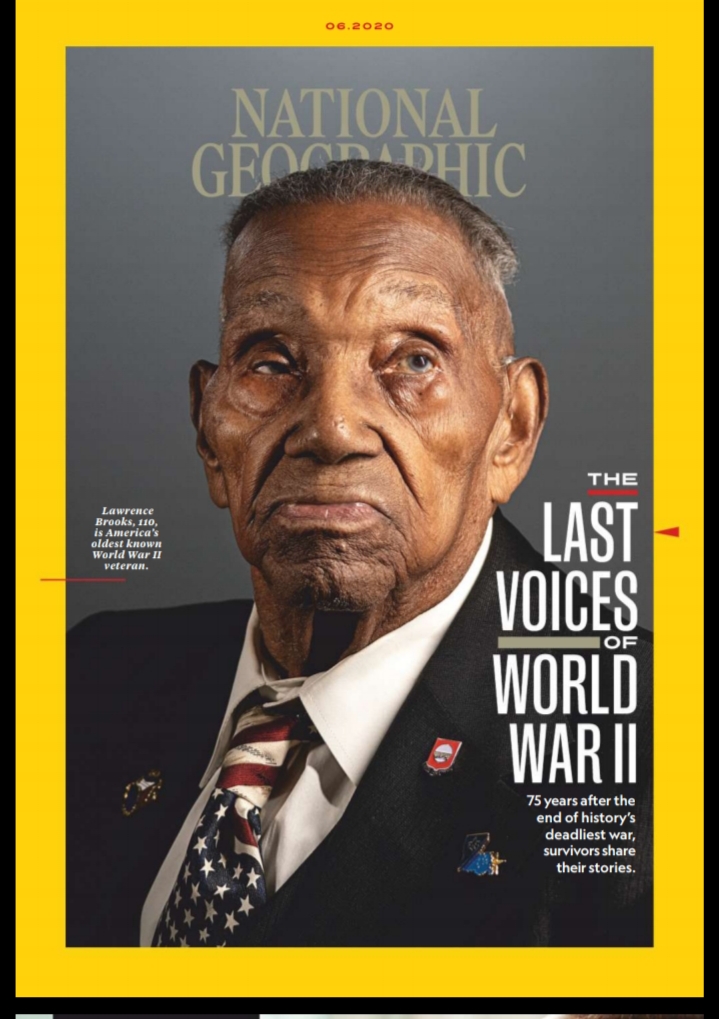 06.2020
NATIONAL
GEOGRAPHIC
Lawrence
Brooks, 110,
is America's
oldest known
World War II
veteran.
THE
LAST
VOICES
OF
WORLD
WAR II
75 years after the
end of history's
deadliest war,
survivors share
their stories.